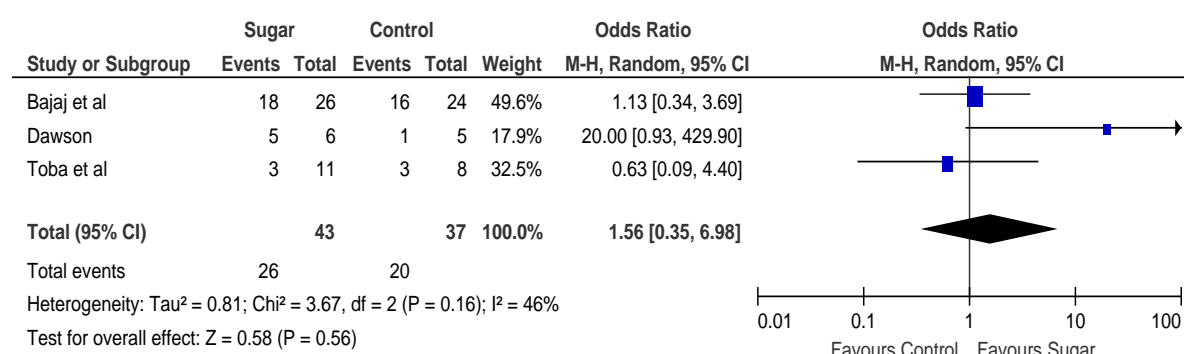 Sugar Control Odds Ratio Odds Ratio
Study or Subgroup Events Total Events Total Weight M-H, Random, 95% CI M-H, Random, 95% CI
Bajaj et al 18 26 16 24 49.6% 1.13 [0.34, 3.69]
Dawson 5 6 1 5 17.9% 20.00 [0.93, 429.90]
Toba et al 3 11 3 8 32.5% 0.63 [0.09, 4.40]
Total (95% CI) 43 37 100.0% 1.56 [0.35, 6.98]
Total events 26 20
Heterogeneity: Tau² = 0.81; Chi² = 3.67, df = 2 (P = 0.16); I² = 46%
Test for overall effect: Z = 0.58 (P = 0.56)
0.01 0.1 1 10 100
Favours Control Favours Sugar